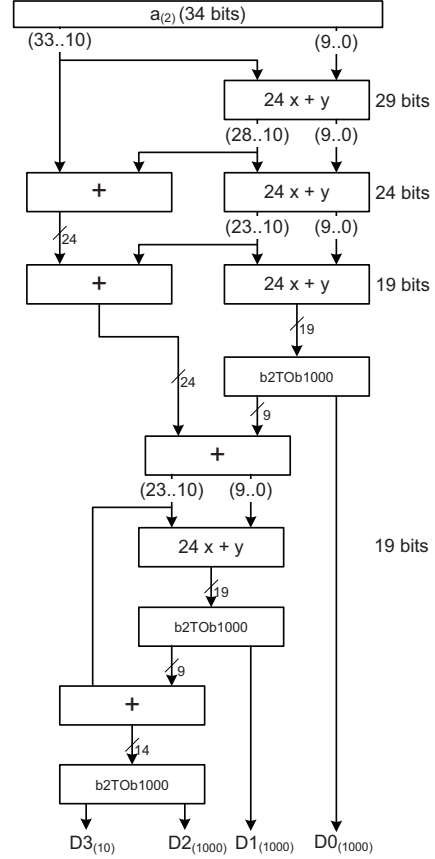 a(2) (34 bits)
(33..10) (9..0)
24 x + y 29 bits
(28..10) (9..0)
+ 24 x + y 24 bits
24 (23..10) (9..0)
+ 24 x + y 19 bits
19
24 b2TOb1000
9
+
(23..10) (9..0)
24 x + y 19 bits
19
b2TOb1000
9
+
14
b2TOb1000
D3(10) D2(1000) D1(1000) D0(1000)